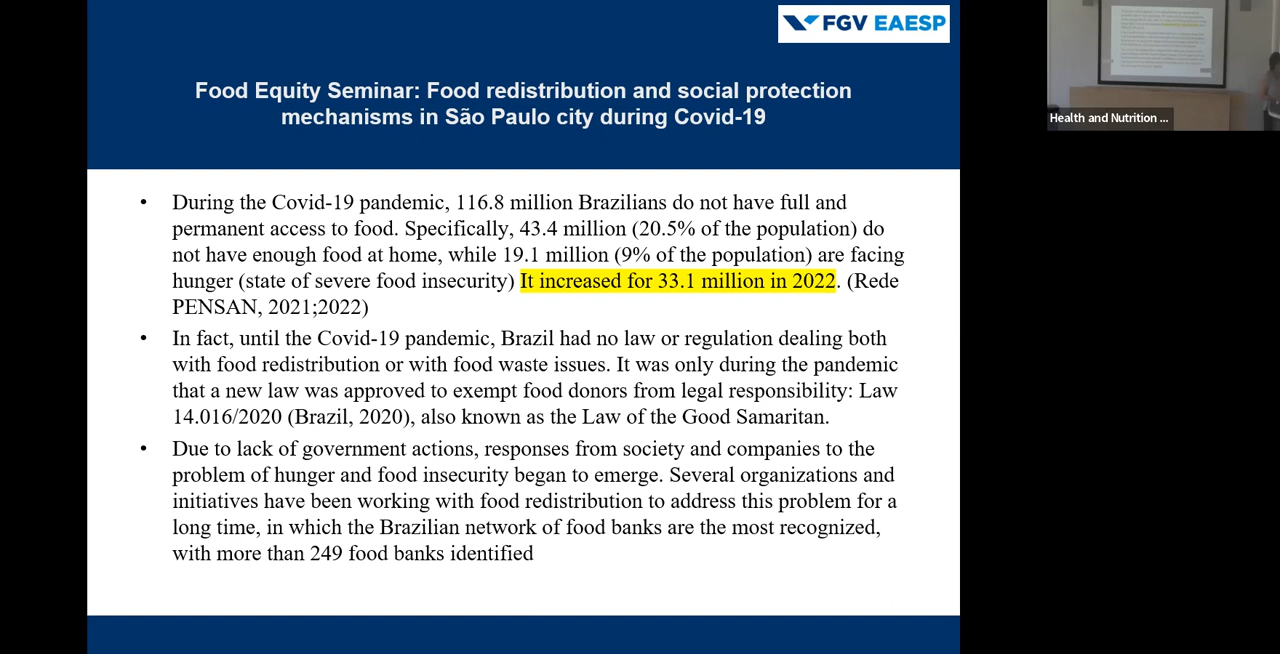 FGV EAESP
Food Equity Seminar: Food redistribution and social protection
mechanisms in São Paulo city during Covid-19
• During the Covid-19 pandemic, 116.8 million Brazilians do not have full and
permanent access to food. Specifically, 43.4 million (20.5% of the population) do
not have enough food at home, while 19.1 million (9% of the population) are facing
hunger (state of severe food insecurity) It increased for 33.1 million in 2022. (Rede
PENSAN, 2021;2022)
• In fact, until the Covid-19 pandemic, Brazil had no law or regulation dealing both
with food redistribution or with food waste issues. It was only during the pandemic
that a new law was approved to exempt food donors from legal responsibility: Law
14.016/2020 (Brazil, 2020), also known as the Law of the Good Samaritan.
• Due to lack of government actions, responses from society and companies to the
problem of hunger and food insecurity began to emerge. Several organizations and
initiatives have been working with food redistribution to address this problem for a
long time, in which the Brazilian network of food banks are the most recognized,
with more than 249 food banks identified
Health and Nutrition ...